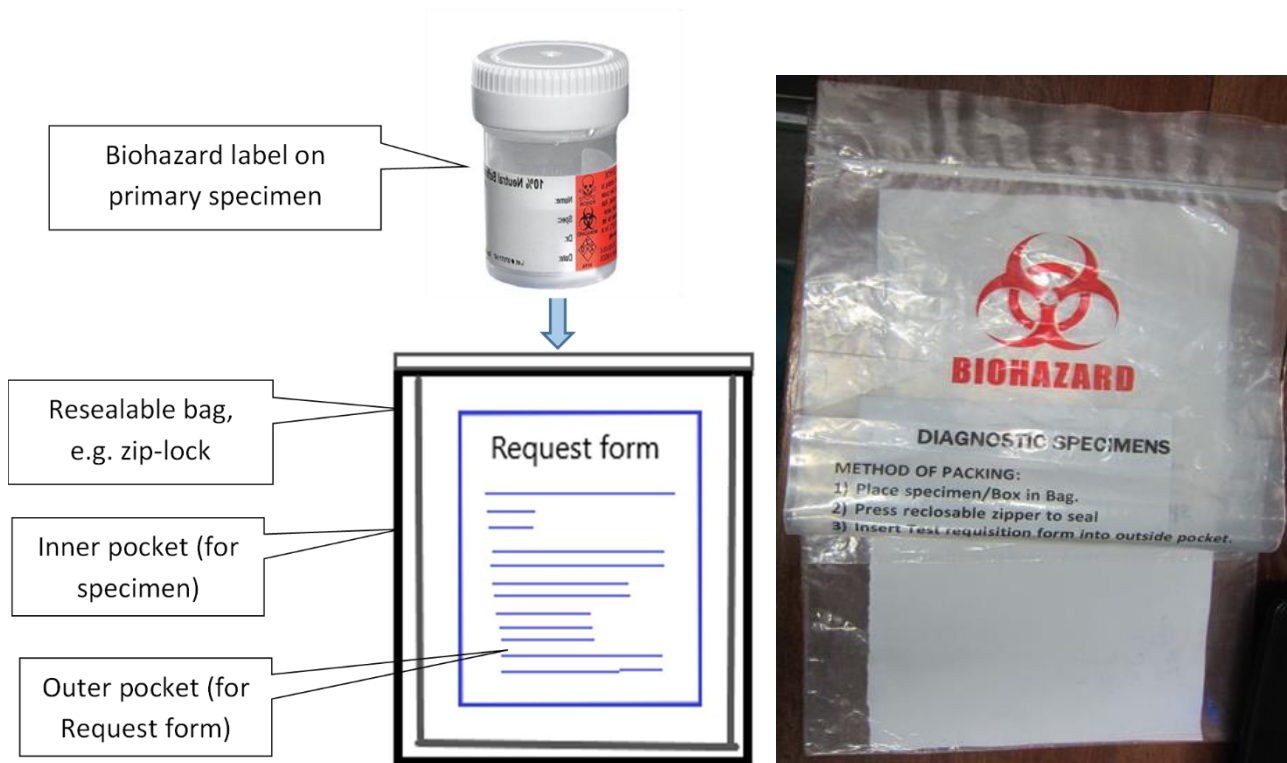 Biohazard label on
primary specimen
10% Neutral
Name:
Spec:
Dr:
Date:
Resealable bag,
e.g. zip-lock
Inner pocket (for
specimen)
Outer pocket (for
Request form)
Request form
BIOHAZARD
DIAGNOSTIC SPECIMENS
METHOD OF PACKING:
1) Place specimen/Box in Bag.
2) Press reclosable zipper to seal
3) Insert Test requisition form into outside pocket.